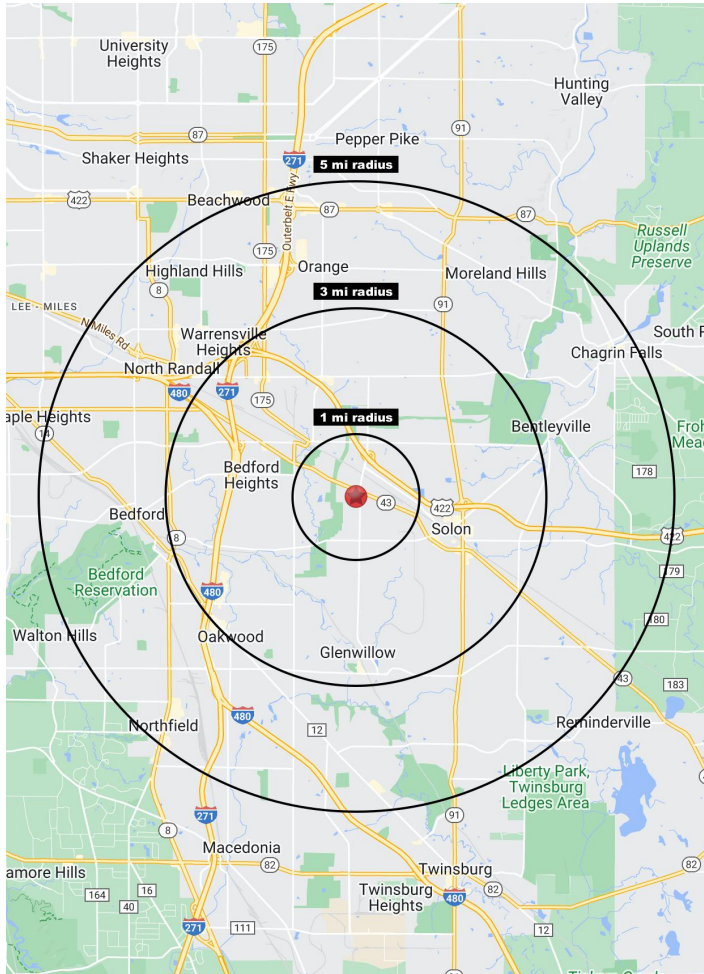 University
Heights
175
271
Hunting
Valley
87
91
Pepper Pike
Shaker Heights
271
5 mi radius
422
Beachwood
87
87
Outerbelt E Hwy
Russell
Uplands
Preserve
175
Highland Hills
Orange
Moreland Hills
8
3 mi radius
91
LEE - MILES
N Miles Rd
Warrensville
Heights
South R
Chagrin Falls
North Randall
480
271
175
1 mi radius
aple Heights
14
Bentleyville
Froh
Mea
178
Bedford
Heights
43
422
Bedford
Solon
8
422
Bedford
Reservation
179
480
180
Walton Hills
Oakwood
Glenwillow
43
183
480
Northfield
12
Reminderville
Liberty Park,
Twinsburg
Ledges Area
271
91
8
Macedonia
82
82
amore Hills
Twinsburg
164
16
40
Twinsburg
Heights
480
82
271
111
12